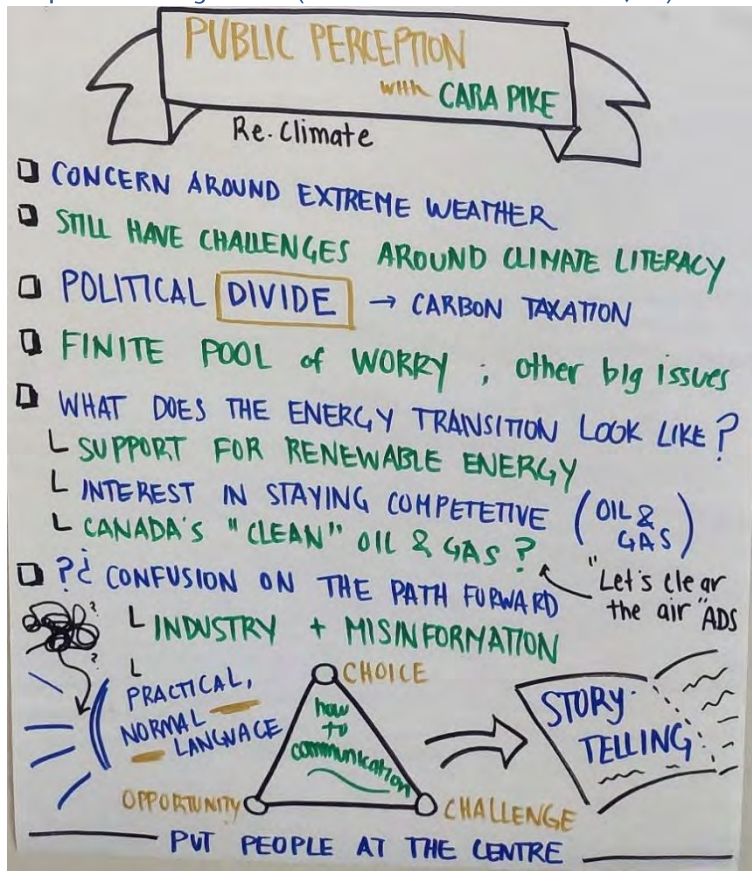 PUBLIC PERCEPTION
with CARA PIKE
Re.Climate
CONCERN AROUND EXTREME WEATHER
STILL HAVE CHALLENGES AROUND CLIMATE LITERACY
POLITICAL DIVIDE → CARBON TAXATION
FINITE POOL of WORRY ; other big issues
WHAT DOES THE ENERGY TRANSITION LOOK LIKE?
SUPPORT FOR RENEWABLE ENERGY
INTEREST IN STAYING COMPETETIVE (OIL & GAS)
CANADA'S "CLEAN" OIL & GAS?
"Let's clear
the air" ADS
?¿ CONFUSION ON THE PATH FORWARD
INDUSTRY + MISINFORMATION
PRACTICAL,
NORMAL
LANGUAGE
CHOICE
how
to
communication
OPPORTUNITY
CHALLENGE
STORY.
TELLING
PUT PEOPLE AT THE CENTRE